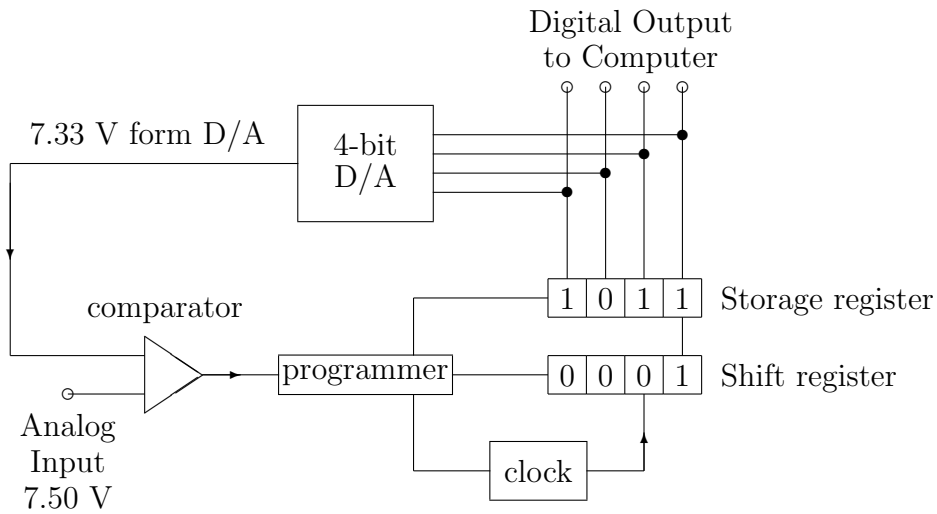 Digital Output
to Computer
7.33 V form D/A
4-bit
D/A
comparator
1 0 1 1
Storage register
programmer
0 0 0 1
Shift register
Analog
Input
7.50 V
clock